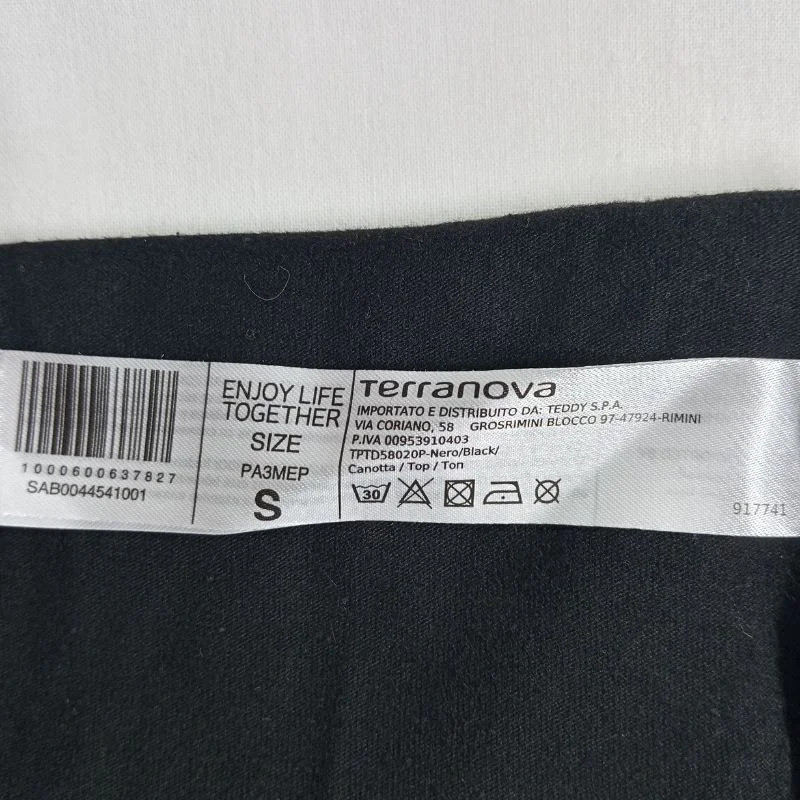 1000600637827
SAB0044541001
ENJOY LIFE
TOGETHER
SIZE
РАЗМЕР
S
Terranova
IMPORTATO E DISTRIBUITO DA: TEDDY S.P.A.
VIA CORIANO, 58 GROSRIMINI BLOCCO 97-47924-RIMINI
P.IVA 00953910403
TPTD58020P-Nero/Black/
Canotta / Top / Топ
30
917741